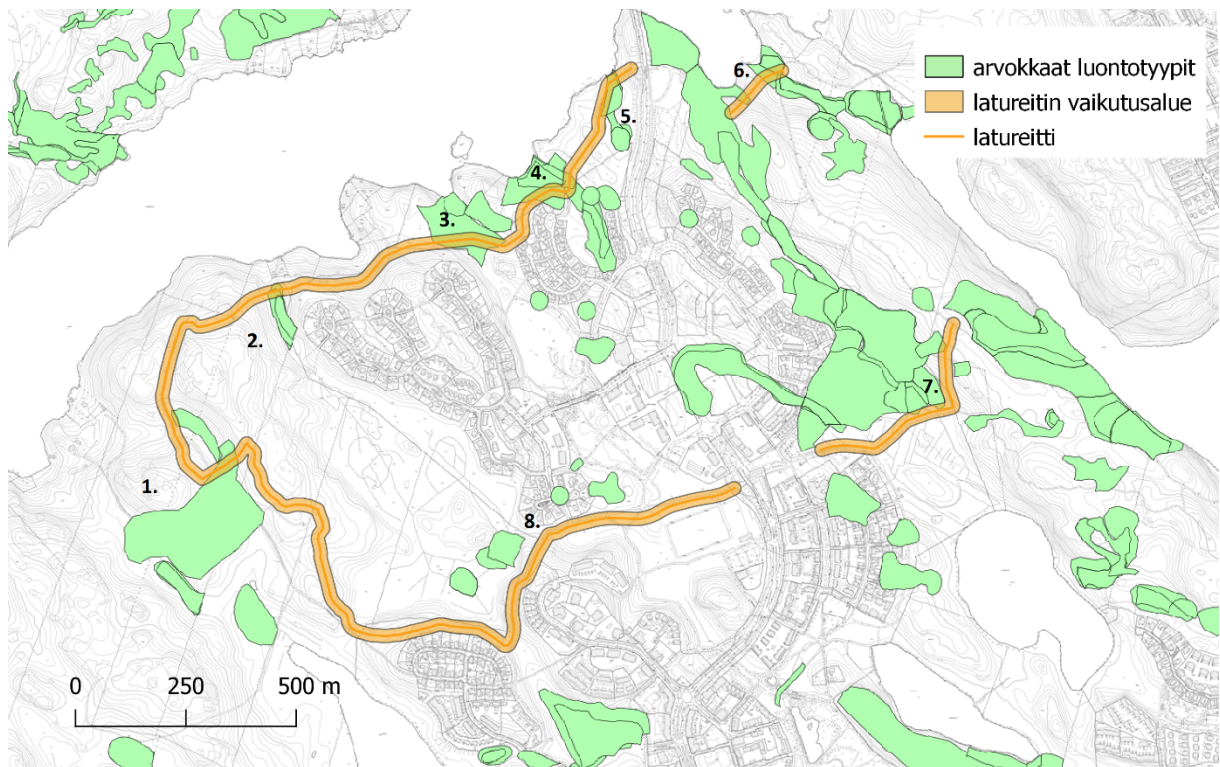 arvokkaat luontotyypit
latureitin vaikutusalue
latureitti
6.
5.
4.
3.
2.
7.
1.
8.
0 250 500 m